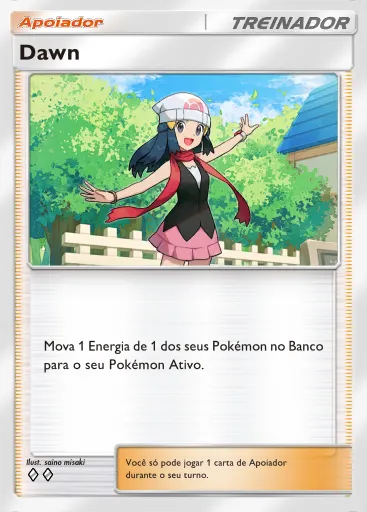 Apoiador
TREINADOR
Dawn
Mova 1 Energia de 1 dos seus Pokémon no Banco
para o seu Pokémon Ativo.
Ilust. saino misaki
Você só pode jogar 1 carta de Apoiador
durante o seu turno.